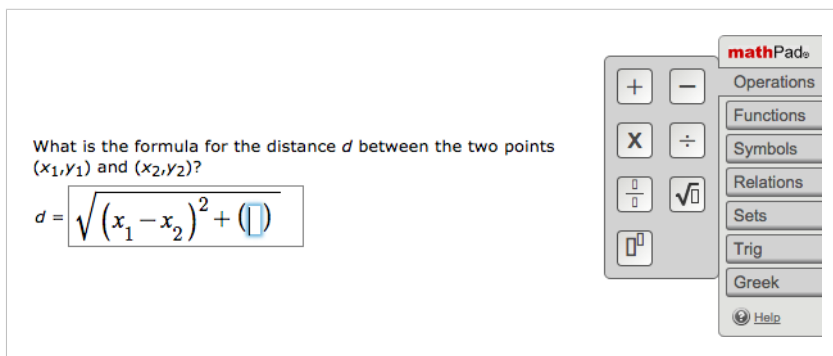 mathPad®
Operations
Functions
Symbols
Relations
Sets
Trig
Greek
Help
+ −
X ÷
What is the formula for the distance d between the two points
(x₁,y₁) and (x₂,y₂)?
d = √((x₁ − x₂)² + (▯))